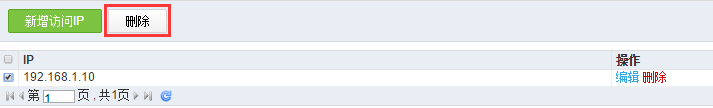 新增访问IP 删除
IP 操作
192.168.1.10 编辑 删除
第 1 页 , 共1页